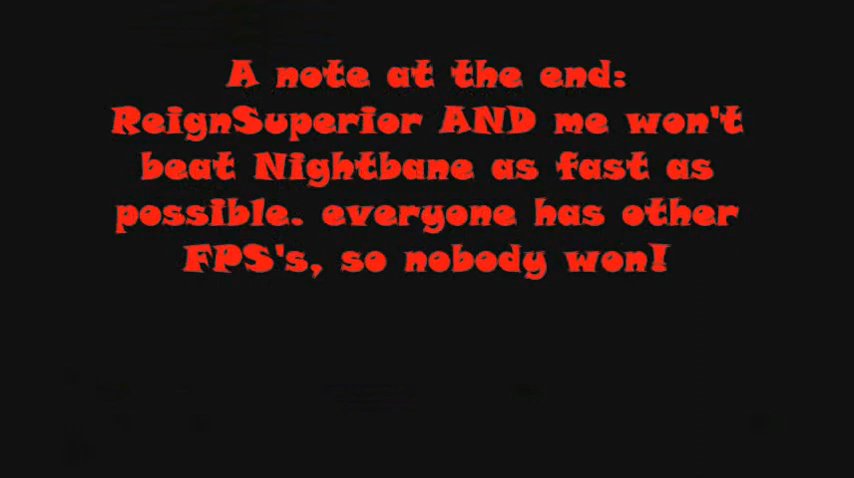 A note at the end:
ReignSuperior AND me won't
beat Nightbane as fast as
possible. everyone has other
FPS's, so nobody won!